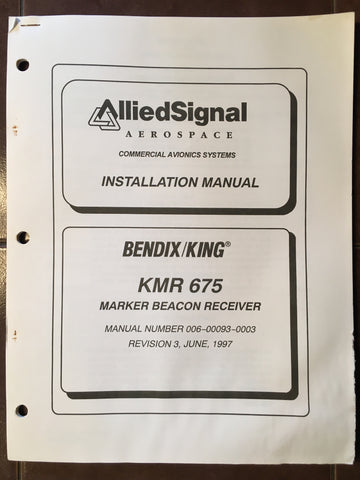 AlliedSignal
AEROSPACE
COMMERCIAL AVIONICS SYSTEMS
INSTALLATION MANUAL
BENDIX/KING®
KMR 675
MARKER BEACON RECEIVER
MANUAL NUMBER 006-00093-0003
REVISION 3, JUNE, 1997